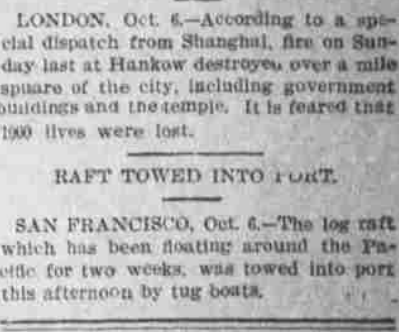 LONDON, Oct. 6.—According to a spe-
cial dispatch from Shanghai, fire on Sun-
day last at Hankow destroyed over a mile
spuare of the city, including government
buildings and the temple. It is feared that
1000 lives were lost.
RAFT TOWED INTO PORT.
SAN FRANCISCO, Oct. 6.—The log raft
which has been floating around the Pa-
cific for two weeks, was towed into port
this afternoon by tug boats.